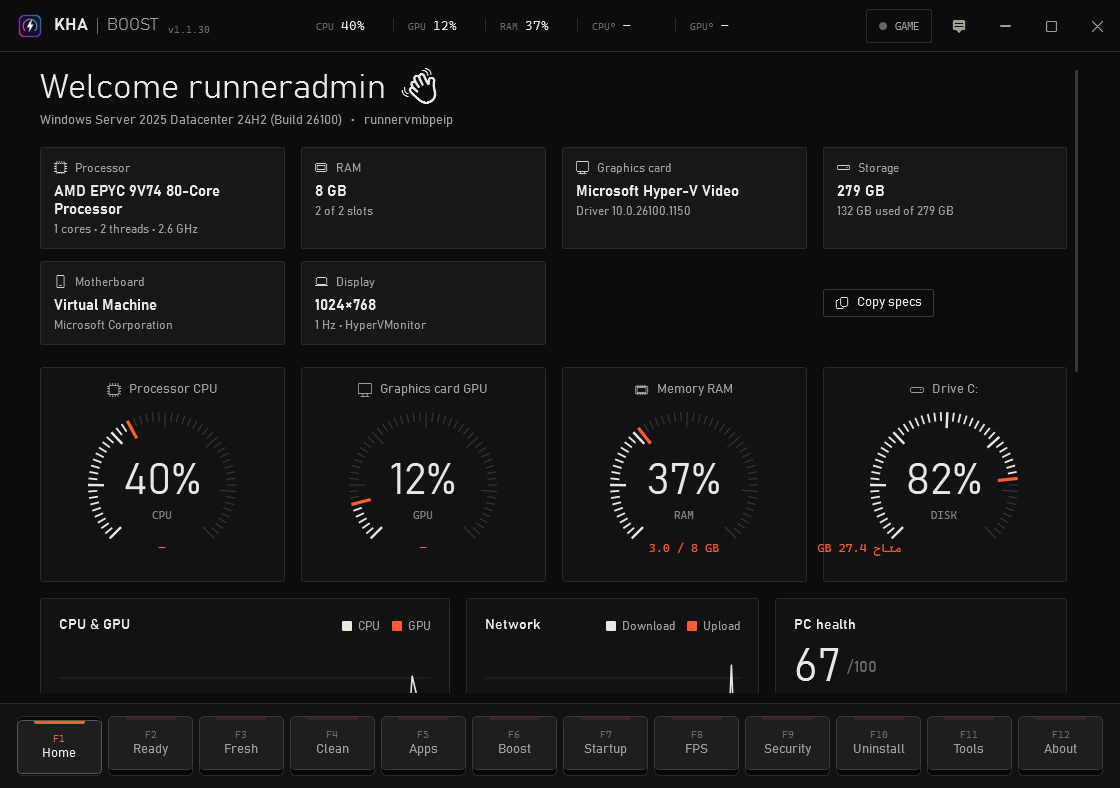 KHA | BOOST v1.1.30
CPU 40% GPU 12% RAM 37% CPU° — GPU° —
GAME
Welcome runneradmin
Windows Server 2025 Datacenter 24H2 (Build 26100) • runnervmbpeip
Processor
AMD EPYC 9V74 80-Core
Processor
1 cores • 2 threads • 2.6 GHz
RAM
8 GB
2 of 2 slots
Graphics card
Microsoft Hyper-V Video
Driver 10.0.26100.1150
Storage
279 GB
132 GB used of 279 GB
Motherboard
Virtual Machine
Microsoft Corporation
Display
1024×768
1 Hz • HyperVMonitor
Copy specs
Processor CPU
40%
CPU
—
Graphics card GPU
12%
GPU
—
Memory RAM
37%
RAM
3.0 / 8 GB
Drive C:
82%
DISK
متاح 27.4 GB
CPU & GPU
CPU GPU
Network
Download Upload
PC health
67 /100
F1
Home
F2
Ready
F3
Fresh
F4
Clean
F5
Apps
F6
Boost
F7
Startup
F8
FPS
F9
Security
F10
Uninstall
F11
Tools
F12
About